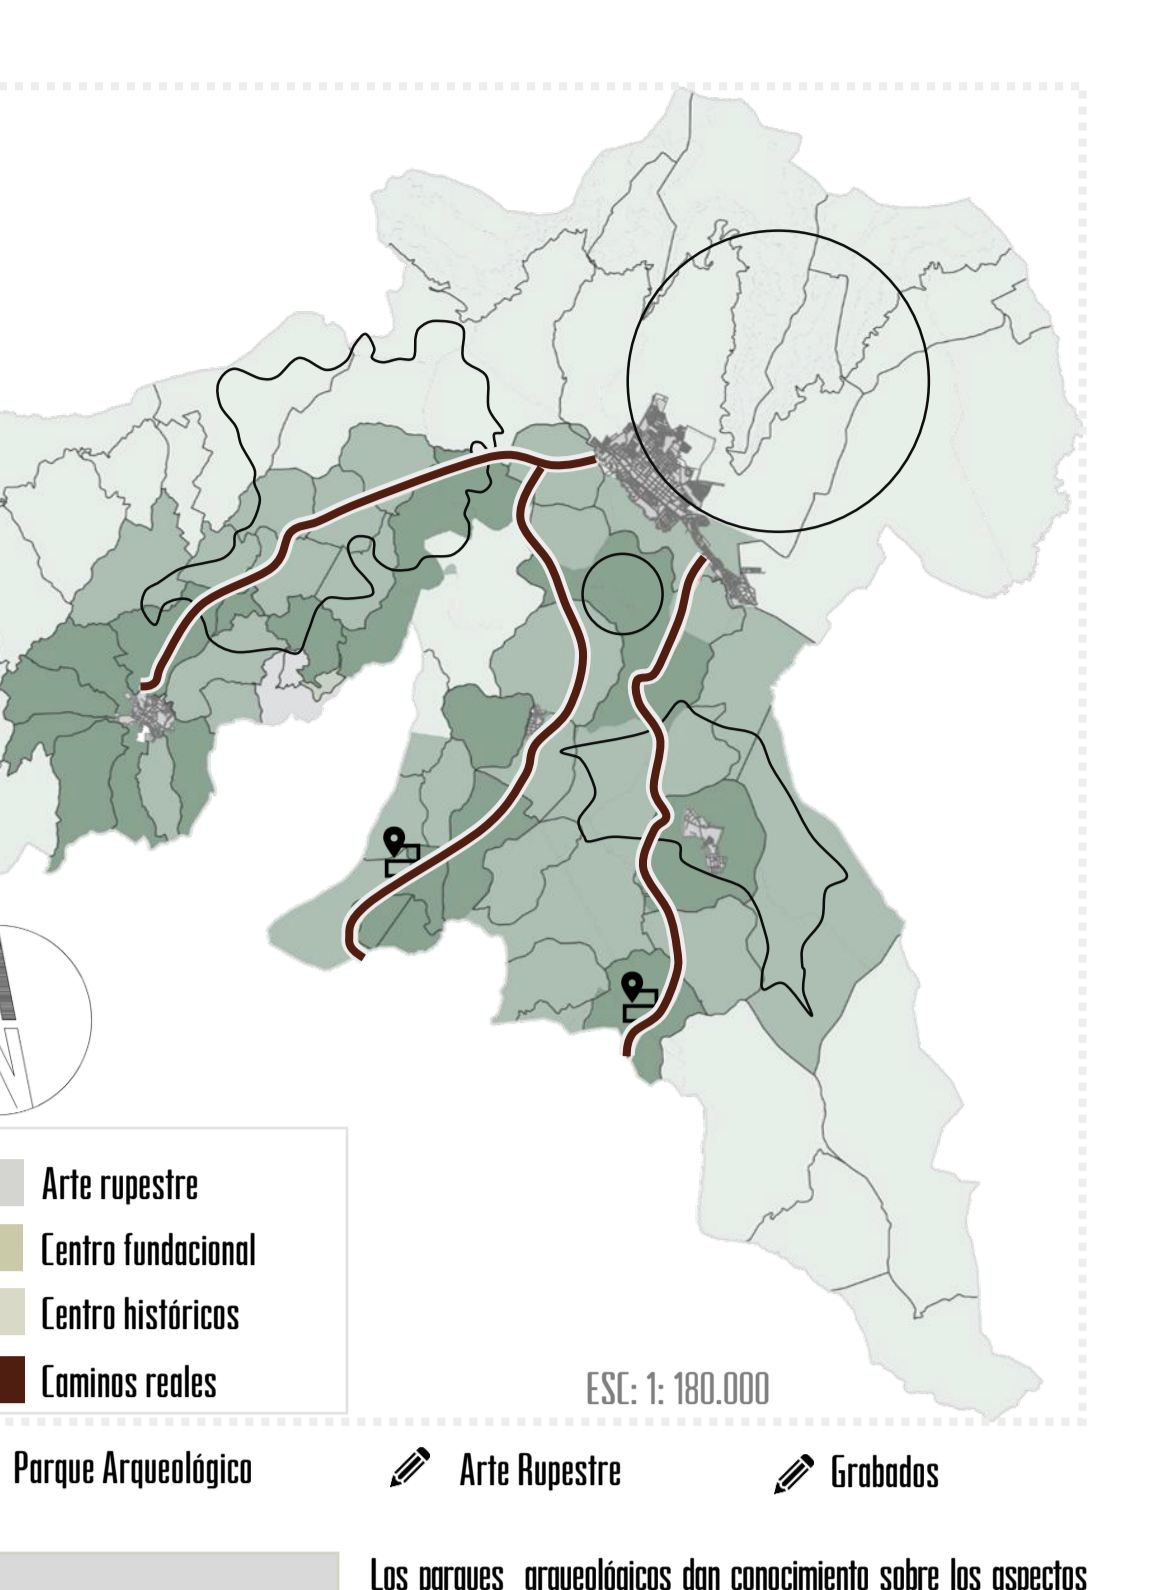 Arte rupestre
Centro fundacional
Centro históricos
Caminos reales
ESC: 1: 180.000
Parque Arqueológico
Arte Rupestre
Grabados
Los parques arqueológicos dan conocimiento sobre los aspectos